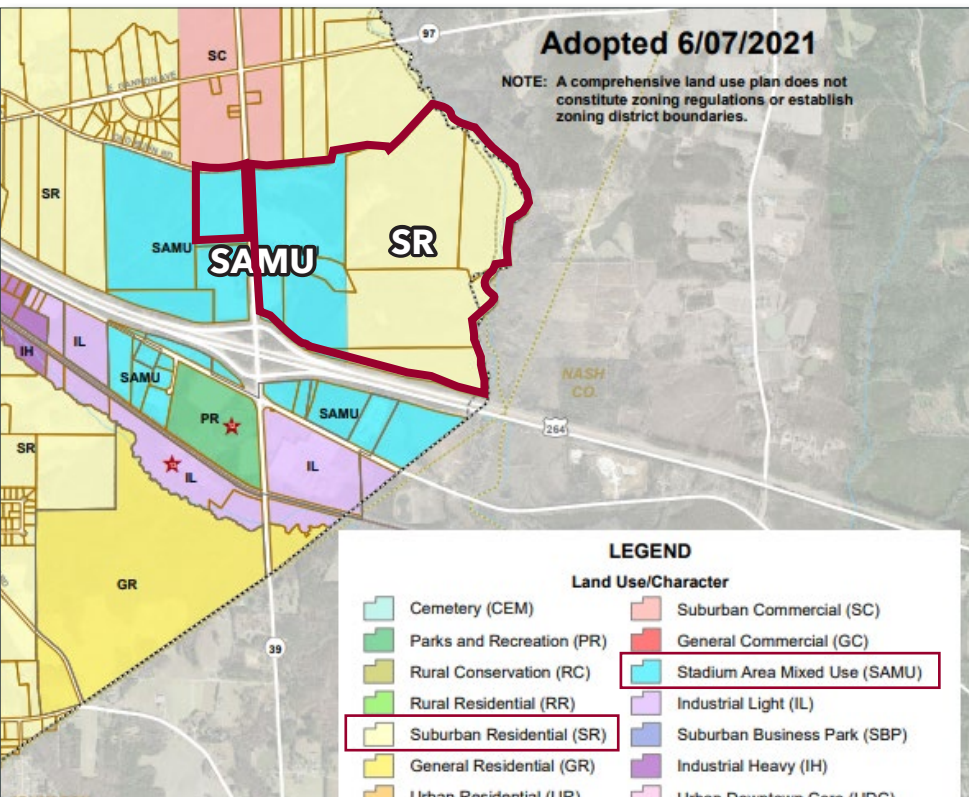 Adopted 6/07/2021
NOTE: A comprehensive land use plan does not
constitute zoning regulations or establish
zoning district boundaries.
97
SC
SR
SAMU
SAMU
SR
IL
IH
SAMU
PR
SAMU
NASH
CO.
264
SR
IL
IL
GR
39
LEGEND
Land Use/Character
Cemetery (CEM)
Parks and Recreation (PR)
Rural Conservation (RC)
Rural Residential (RR)
Suburban Residential (SR)
General Residential (GR)
Suburban Commercial (SC)
General Commercial (GC)
Stadium Area Mixed Use (SAMU)
Industrial Light (IL)
Suburban Business Park (SBP)
Industrial Heavy (IH)